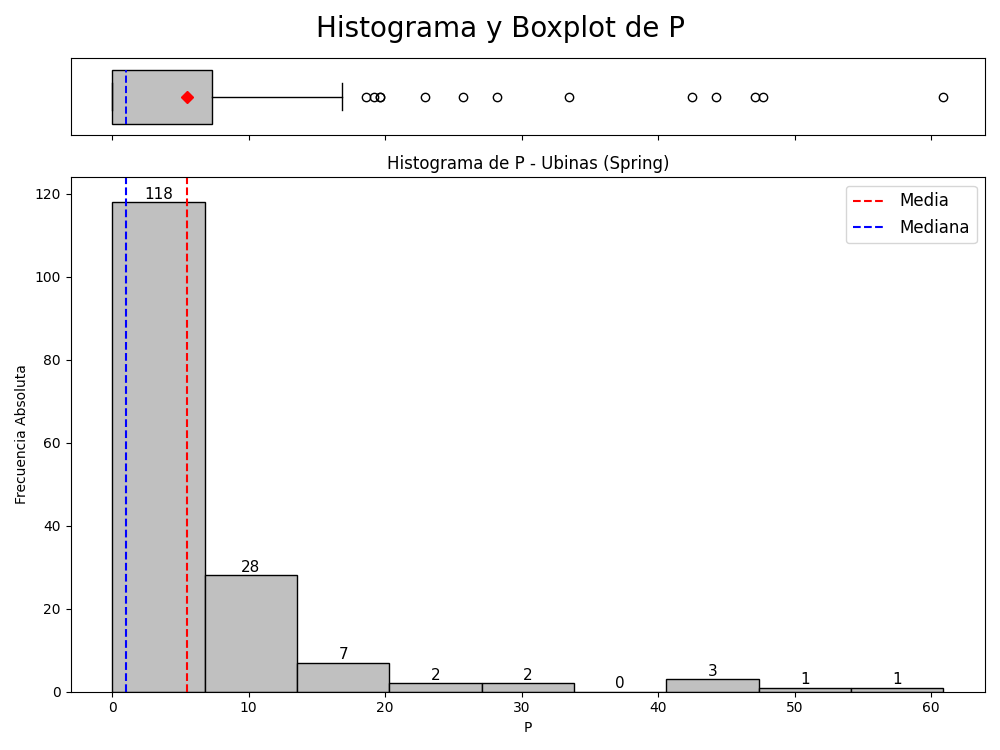 Histograma y Boxplot de P
Histograma de P - Ubinas (Spring)
120
100
80
60
40
20
0
Frecuencia Absoluta
118
28
7
2
2
0
3
1
1
Media
Mediana
0 10 20 30 40 50 60
P